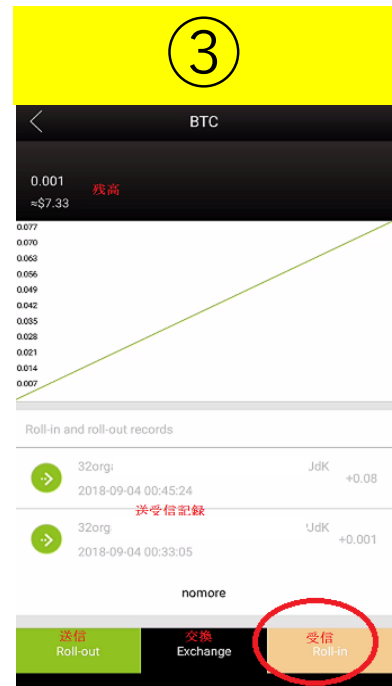 ③
BTC
0.001
残高
≈$7.33
0.077
0.070
0.063
0.056
0.049
0.042
0.035
0.028
0.021
0.014
0.007
Roll-in and roll-out records
32org JdK
+0.08
2018-09-04 00:45:24
送受信記録
32org UdK
+0.001
2018-09-04 00:33:05
nomore
送信 交換 受信
Roll-out Exchange Roll-in